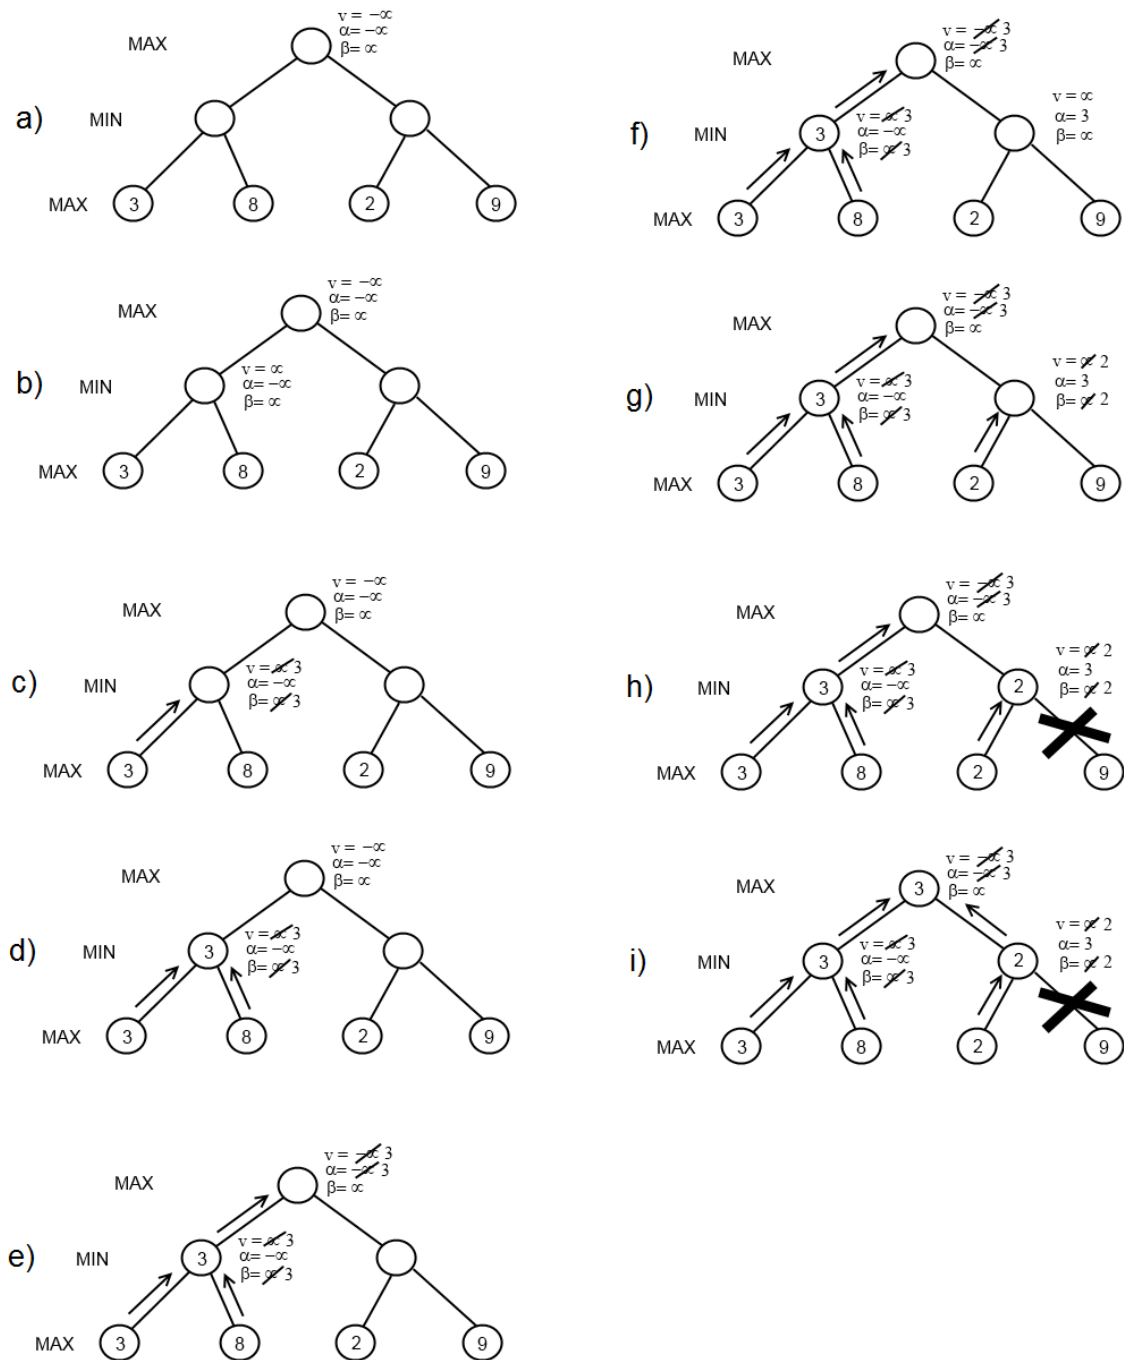 v = -∞
α= -∞
β= ∞
MAX
a)
MIN
MAX
3
8
2
9
v = -∞
α= -∞
β= ∞
MAX
b)
MIN
v = ∞
α= -∞
β= ∞
MAX
3
8
2
9
v = -∞
α= -∞
β= ∞
MAX
c)
MIN
v = ∞ 3
α= -∞
β= ∞ 3
MAX
3
8
2
9
v = -∞
α= -∞
β= ∞
MAX
d)
MIN
3
v = ∞ 3
α= -∞
β= ∞ 3
MAX
3
8
2
9
v = -∞ 3
α= -∞ 3
β= ∞
MAX
e)
MIN
3
v = ∞ 3
α= -∞
β= ∞ 3
MAX
3
8
2
9
v = -∞ 3
α= -∞ 3
β= ∞
MAX
f)
MIN
3
v = ∞ 3
α= -∞
β= ∞ 3
v = ∞
α= 3
β= ∞
MAX
3
8
2
9
v = -∞ 3
α= -∞ 3
β= ∞
MAX
g)
MIN
3
v = ∞ 3
α= -∞
β= ∞ 3
v = ∞ 2
α= 3
β= ∞ 2
MAX
3
8
2
9
v = -∞ 3
α= -∞ 3
β= ∞
MAX
h)
MIN
3
v = ∞ 3
α= -∞
β= ∞ 3
2
v = ∞ 2
α= 3
β= ∞ 2
MAX
3
8
2
9
v = -∞ 3
α= -∞ 3
β= ∞
MAX
3
i)
MIN
3
v = ∞ 3
α= -∞
β= ∞ 3
2
v = ∞ 2
α= 3
β= ∞ 2
MAX
3
8
2
9